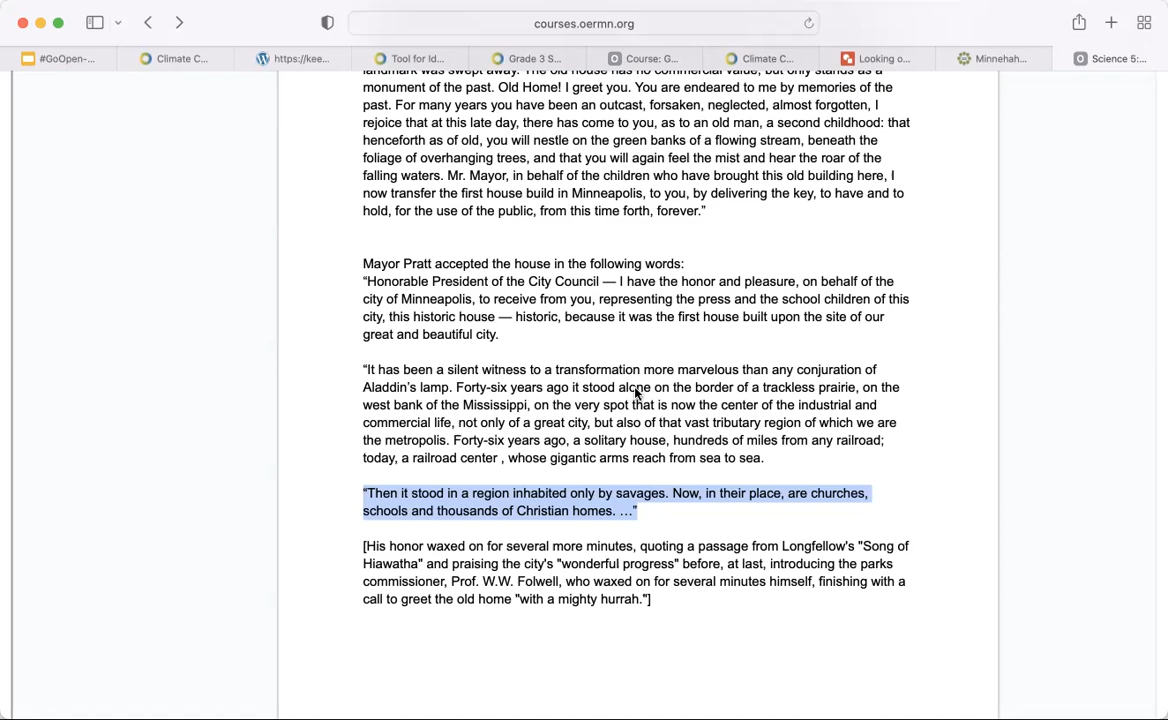 courses.oermn.org
#GoOpen-...
Climate C...
https://kee...
Tool for Id...
Grade 3 S...
Course: G...
Climate C...
Looking o...
Minnehah...
Science 5:...
landmark was swept away. The old house has no commercial value, but only stands as a
monument of the past. Old Home! I greet you. You are endeared to me by memories of the
past. For many years you have been an outcast, forsaken, neglected, almost forgotten, I
rejoice that at this late day, there has come to you, as to an old man, a second childhood: that
henceforth as of old, you will nestle on the green banks of a flowing stream, beneath the
foliage of overhanging trees, and that you will again feel the mist and hear the roar of the
falling waters. Mr. Mayor, in behalf of the children who have brought this old building here, I
now transfer the first house build in Minneapolis, to you, by delivering the key, to have and to
hold, for the use of the public, from this time forth, forever.”
Mayor Pratt accepted the house in the following words:
“Honorable President of the City Council — I have the honor and pleasure, on behalf of the
city of Minneapolis, to receive from you, representing the press and the school children of this
city, this historic house — historic, because it was the first house built upon the site of our
great and beautiful city.
“It has been a silent witness to a transformation more marvelous than any conjuration of
Aladdin’s lamp. Forty-six years ago it stood alone on the border of a trackless prairie, on the
west bank of the Mississippi, on the very spot that is now the center of the industrial and
commercial life, not only of a great city, but also of that vast tributary region of which we are
the metropolis. Forty-six years ago, a solitary house, hundreds of miles from any railroad;
today, a railroad center , whose gigantic arms reach from sea to sea.
“Then it stood in a region inhabited only by savages. Now, in their place, are churches,
schools and thousands of Christian homes. …”
[His honor waxed on for several more minutes, quoting a passage from Longfellow's "Song of
Hiawatha" and praising the city's "wonderful progress" before, at last, introducing the parks
commissioner, Prof. W.W. Folwell, who waxed on for several minutes himself, finishing with a
call to greet the old home "with a mighty hurrah."]